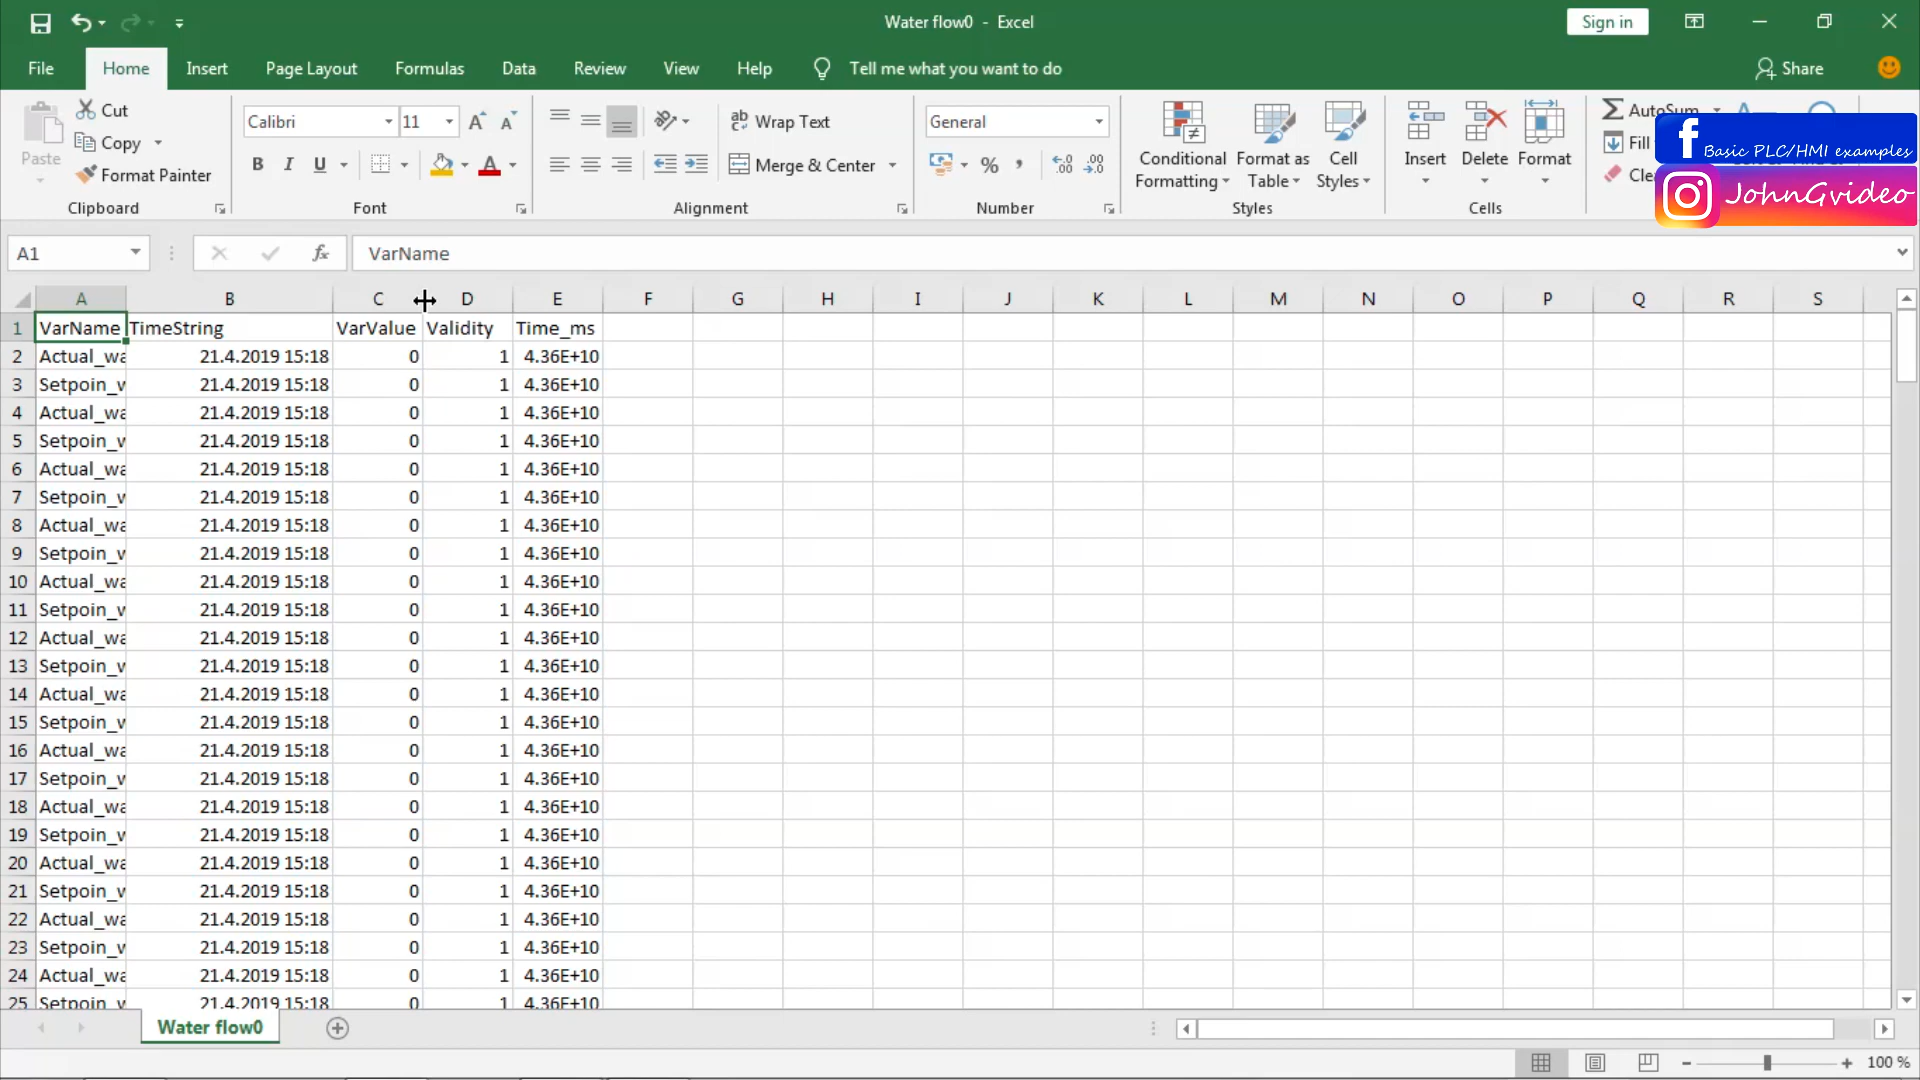 Water flow0 - Excel
Sign in
File Home Insert Page Layout Formulas Data Review View Help Tell me what you want to do Share
Paste
Cut
Copy
Format Painter
Clipboard
Calibri 11
B I U A
Font
Wrap Text
Merge & Center
Alignment
General
%
Number
Conditional Formatting
Format as Table
Cell Styles
Styles
Insert
Delete
Format
Cells
AutoSum
Fill
Cle
Basic PLC/HMI examples
JohnGvideo
A1 fx VarName
A B C D E F G H I J K L M N O P Q R S
1 VarName TimeString VarValue Validity Time_ms
2 Actual_wa 21.4.2019 15:18 0 1 4.36E+10
3 Setpoin_v 21.4.2019 15:18 0 1 4.36E+10
4 Actual_wa 21.4.2019 15:18 0 1 4.36E+10
5 Setpoin_v 21.4.2019 15:18 0 1 4.36E+10
6 Actual_wa 21.4.2019 15:18 0 1 4.36E+10
7 Setpoin_v 21.4.2019 15:18 0 1 4.36E+10
8 Actual_wa 21.4.2019 15:18 0 1 4.36E+10
9 Setpoin_v 21.4.2019 15:18 0 1 4.36E+10
10 Actual_wa 21.4.2019 15:18 0 1 4.36E+10
11 Setpoin_v 21.4.2019 15:18 0 1 4.36E+10
12 Actual_wa 21.4.2019 15:18 0 1 4.36E+10
13 Setpoin_v 21.4.2019 15:18 0 1 4.36E+10
14 Actual_wa 21.4.2019 15:18 0 1 4.36E+10
15 Setpoin_v 21.4.2019 15:18 0 1 4.36E+10
16 Actual_wa 21.4.2019 15:18 0 1 4.36E+10
17 Setpoin_v 21.4.2019 15:18 0 1 4.36E+10
18 Actual_wa 21.4.2019 15:18 0 1 4.36E+10
19 Setpoin_v 21.4.2019 15:18 0 1 4.36E+10
20 Actual_wa 21.4.2019 15:18 0 1 4.36E+10
21 Setpoin_v 21.4.2019 15:18 0 1 4.36E+10
22 Actual_wa 21.4.2019 15:18 0 1 4.36E+10
23 Setpoin_v 21.4.2019 15:18 0 1 4.36E+10
24 Actual_wa 21.4.2019 15:18 0 1 4.36E+10
25 Setpoin_v 21.4.2019 15:18 0 1 4.36E+10
Water flow0
100 %